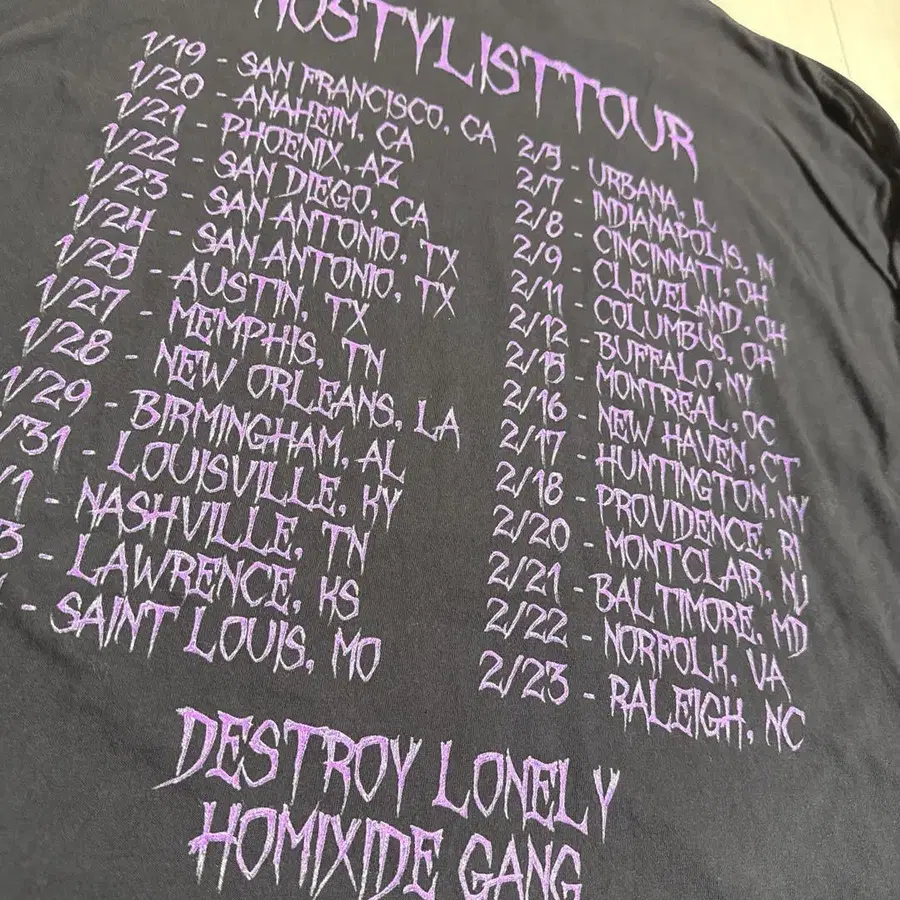 NOSTYLISTTOUR
1/19 - SAN FRANCISCO, CA
1/20 - ANAHEIM, CA
1/21 - PHOENIX, AZ
1/22 - SAN DIEGO, CA
1/23 - SAN ANTONIO, TX
1/24 - SAN ANTONIO, TX
1/25 - AUSTIN, TX
1/27 - MEMPHIS, TN
1/28 - NEW ORLEANS, LA
1/29 - BIRMINGHAM, AL
/31 - LOUISVILLE, KY
/1 - NASHVILLE, TN
3 - LAWRENCE, KS
- SAINT LOUIS, MO
2/5 - URBANA, IL
2/7 - INDIANAPOLIS, IN
2/8 - CINCINNATI, OH
2/9 - CLEVELAND, OH
2/11 - COLUMBUS, OH
2/12 - BUFFALO, NY
2/15 - MONTREAL, QC
2/16 - NEW HAVEN, CT
2/17 - HUNTINGTON, NY
2/18 - PROVIDENCE, RI
2/20 - MONTCLAIR, NJ
2/21 - BALTIMORE, MD
2/22 - NORFOLK, VA
2/23 - RALEIGH, NC
DESTROY LONELY
HOMIXIDE GANG